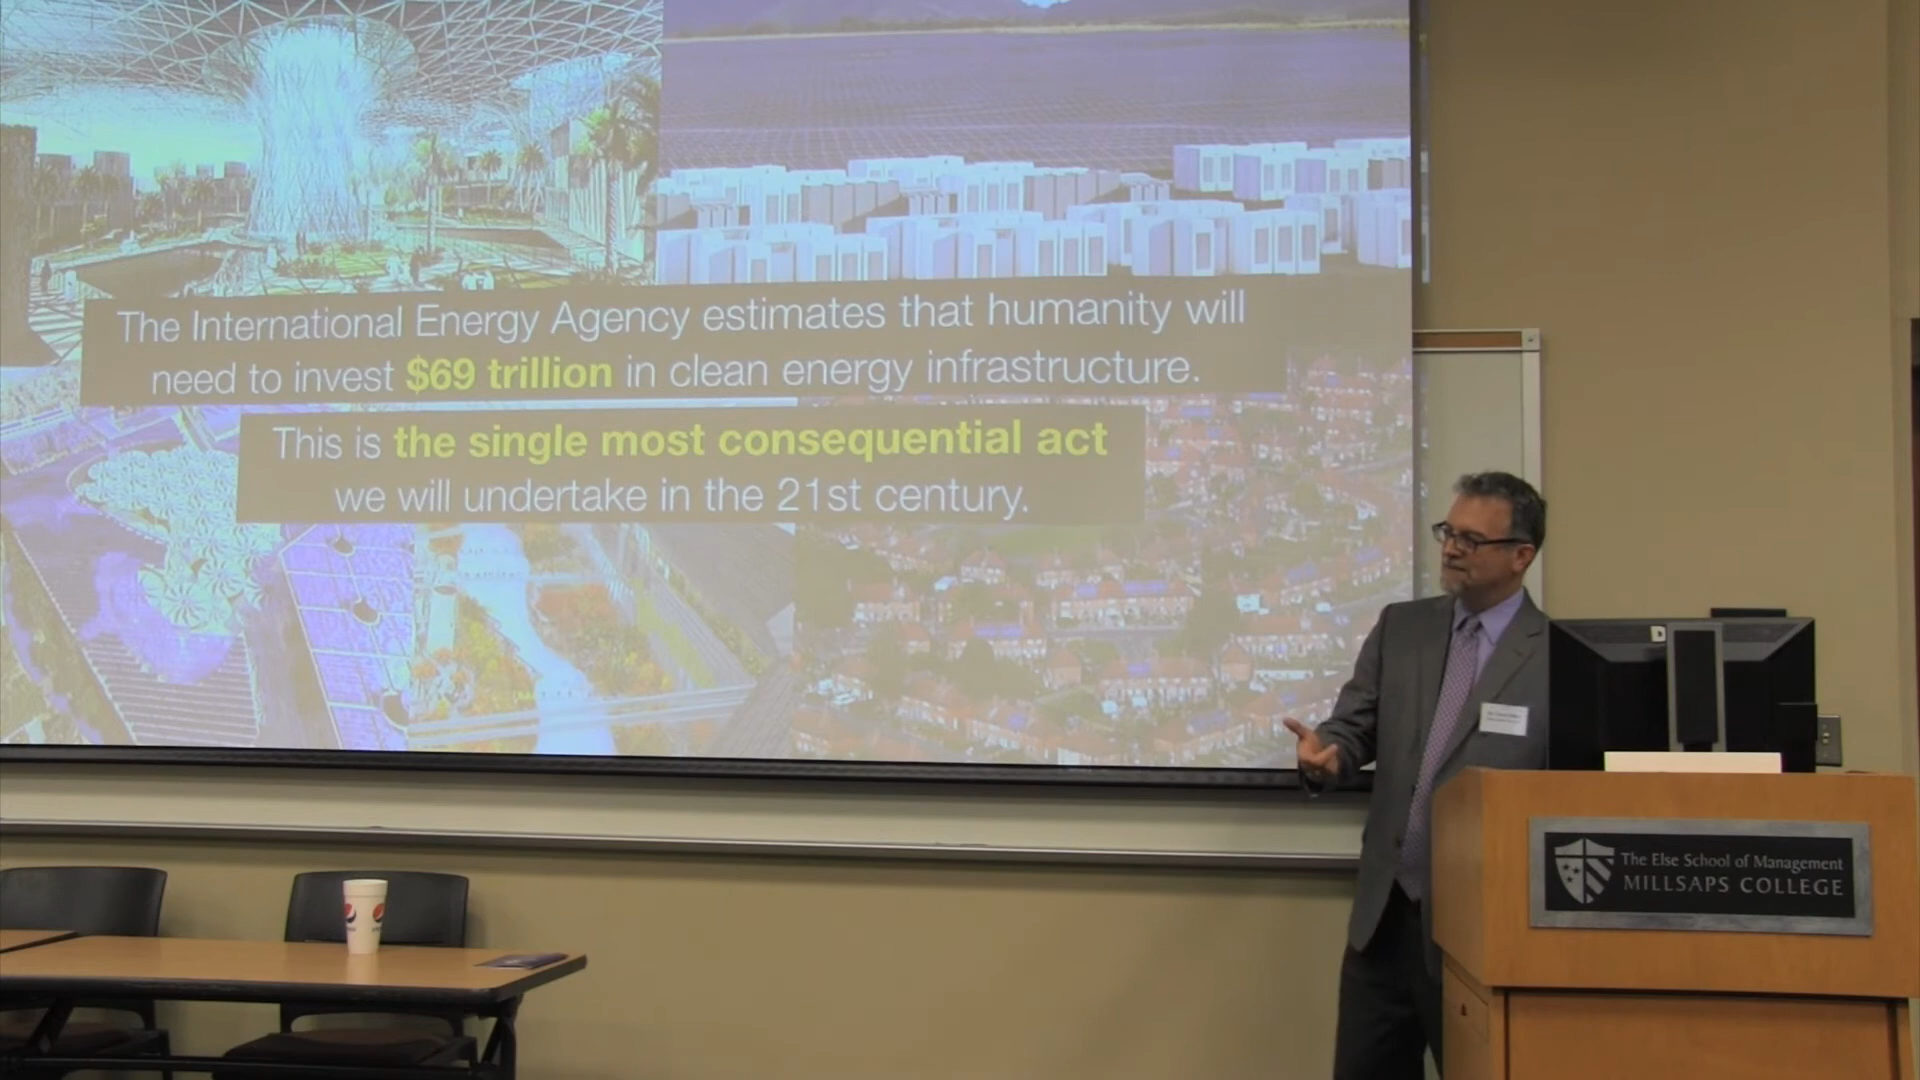 The International Energy Agency estimates that humanity will
need to invest $69 trillion in clean energy infrastructure.
This is the single most consequential act
we will undertake in the 21st century.
The Else School of Management
MILLSAPS COLLEGE